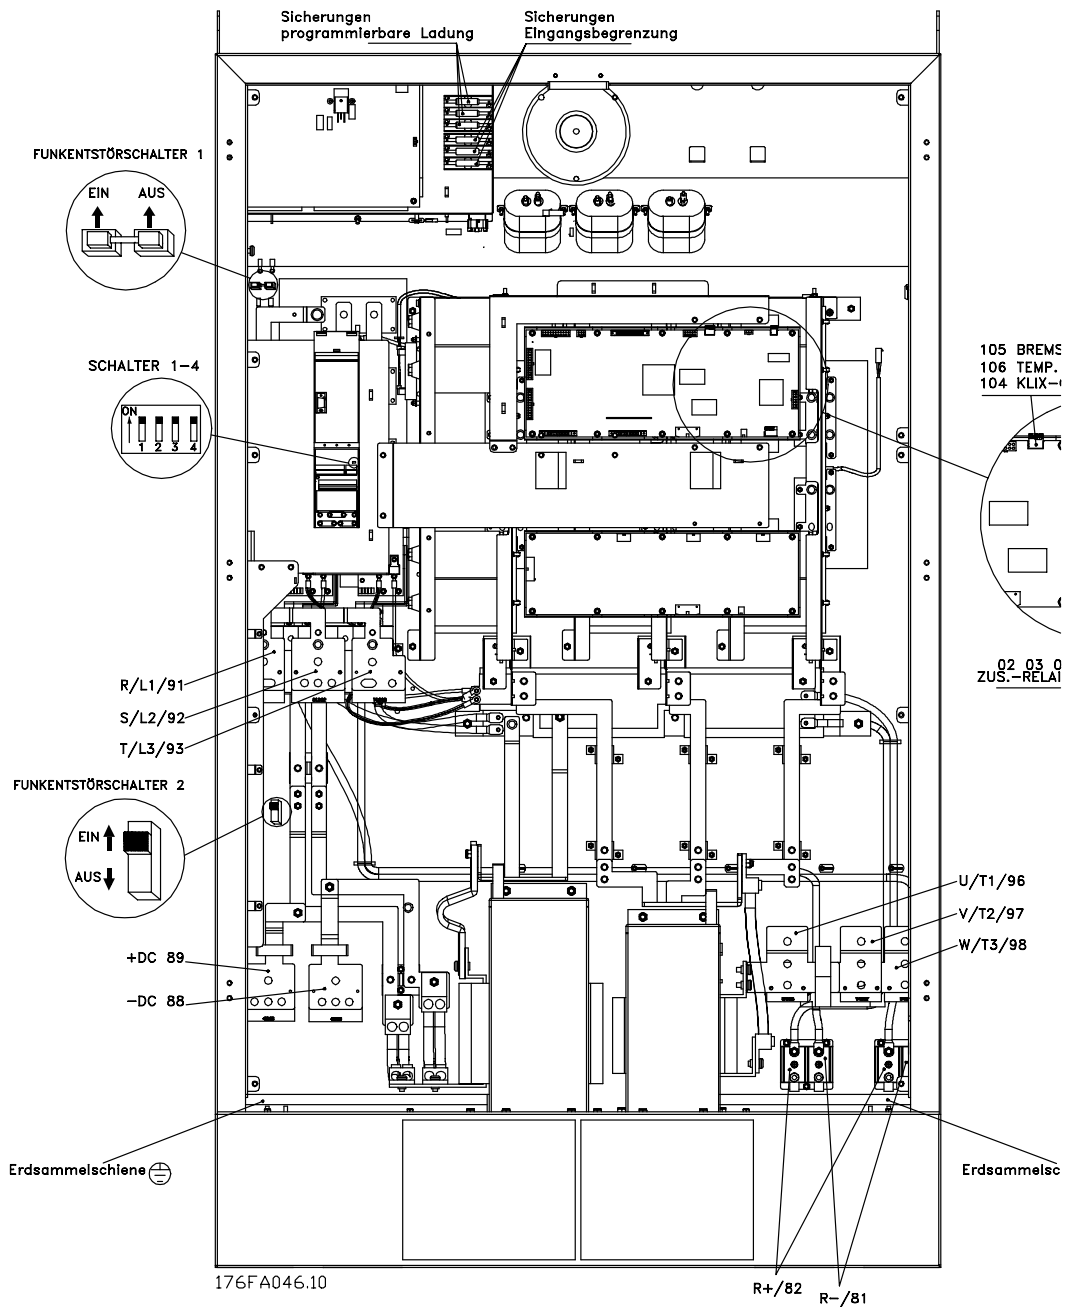 Sicherungen
programmierbare Ladung
Sicherungen
Eingangsbegrenzung
FUNKENTSTÖRSCHALTER 1
EIN AUS
SCHALTER 1-4
ON
1 2 3 4
105 BREMS
106 TEMP.
104 KLIX-
02 03 0
ZUS.-RELAI
R/L1/91
S/L2/92
T/L3/93
FUNKENTSTÖRSCHALTER 2
EIN
AUS
U/T1/96
V/T2/97
W/T3/98
+DC 89
-DC 88
Erdsammelschiene
Erdsammelsc
176FA046.10
R+/82
R-/81